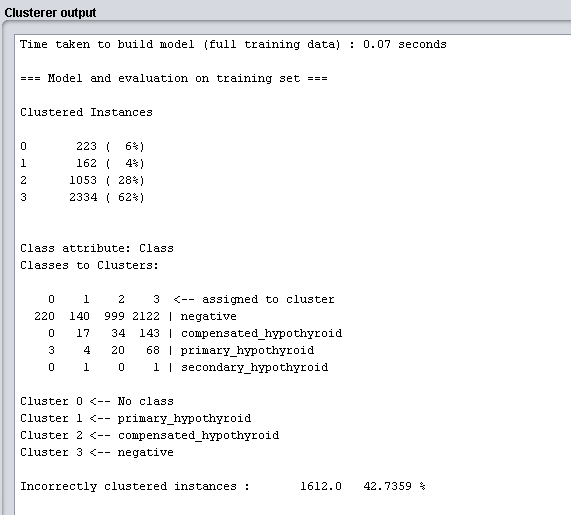 Clusterer output
Time taken to build model (full training data) : 0.07 seconds
=== Model and evaluation on training set ===
Clustered Instances
0       223 (  6%)
1       162 (  4%)
2      1053 ( 28%)
3      2334 ( 62%)
Class attribute: Class
Classes to Clusters:
    0    1    2    3  <-- assigned to cluster
  220  140  999 2122 | negative
    0   17   34  143 | compensated_hypothyroid
    3    4   20   68 | primary_hypothyroid
    0    1    0    1 | secondary_hypothyroid
Cluster 0 <-- No class
Cluster 1 <-- primary_hypothyroid
Cluster 2 <-- compensated_hypothyroid
Cluster 3 <-- negative
Incorrectly clustered instances :       1612.0   42.7359 %